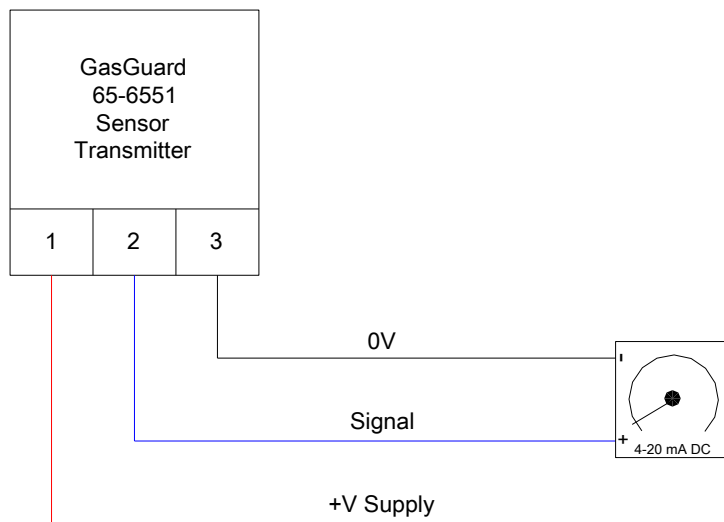 GasGuard
65-6551
Sensor
Transmitter
1 2 3
0V
-
Signal
+
4-20 mA DC
+V Supply